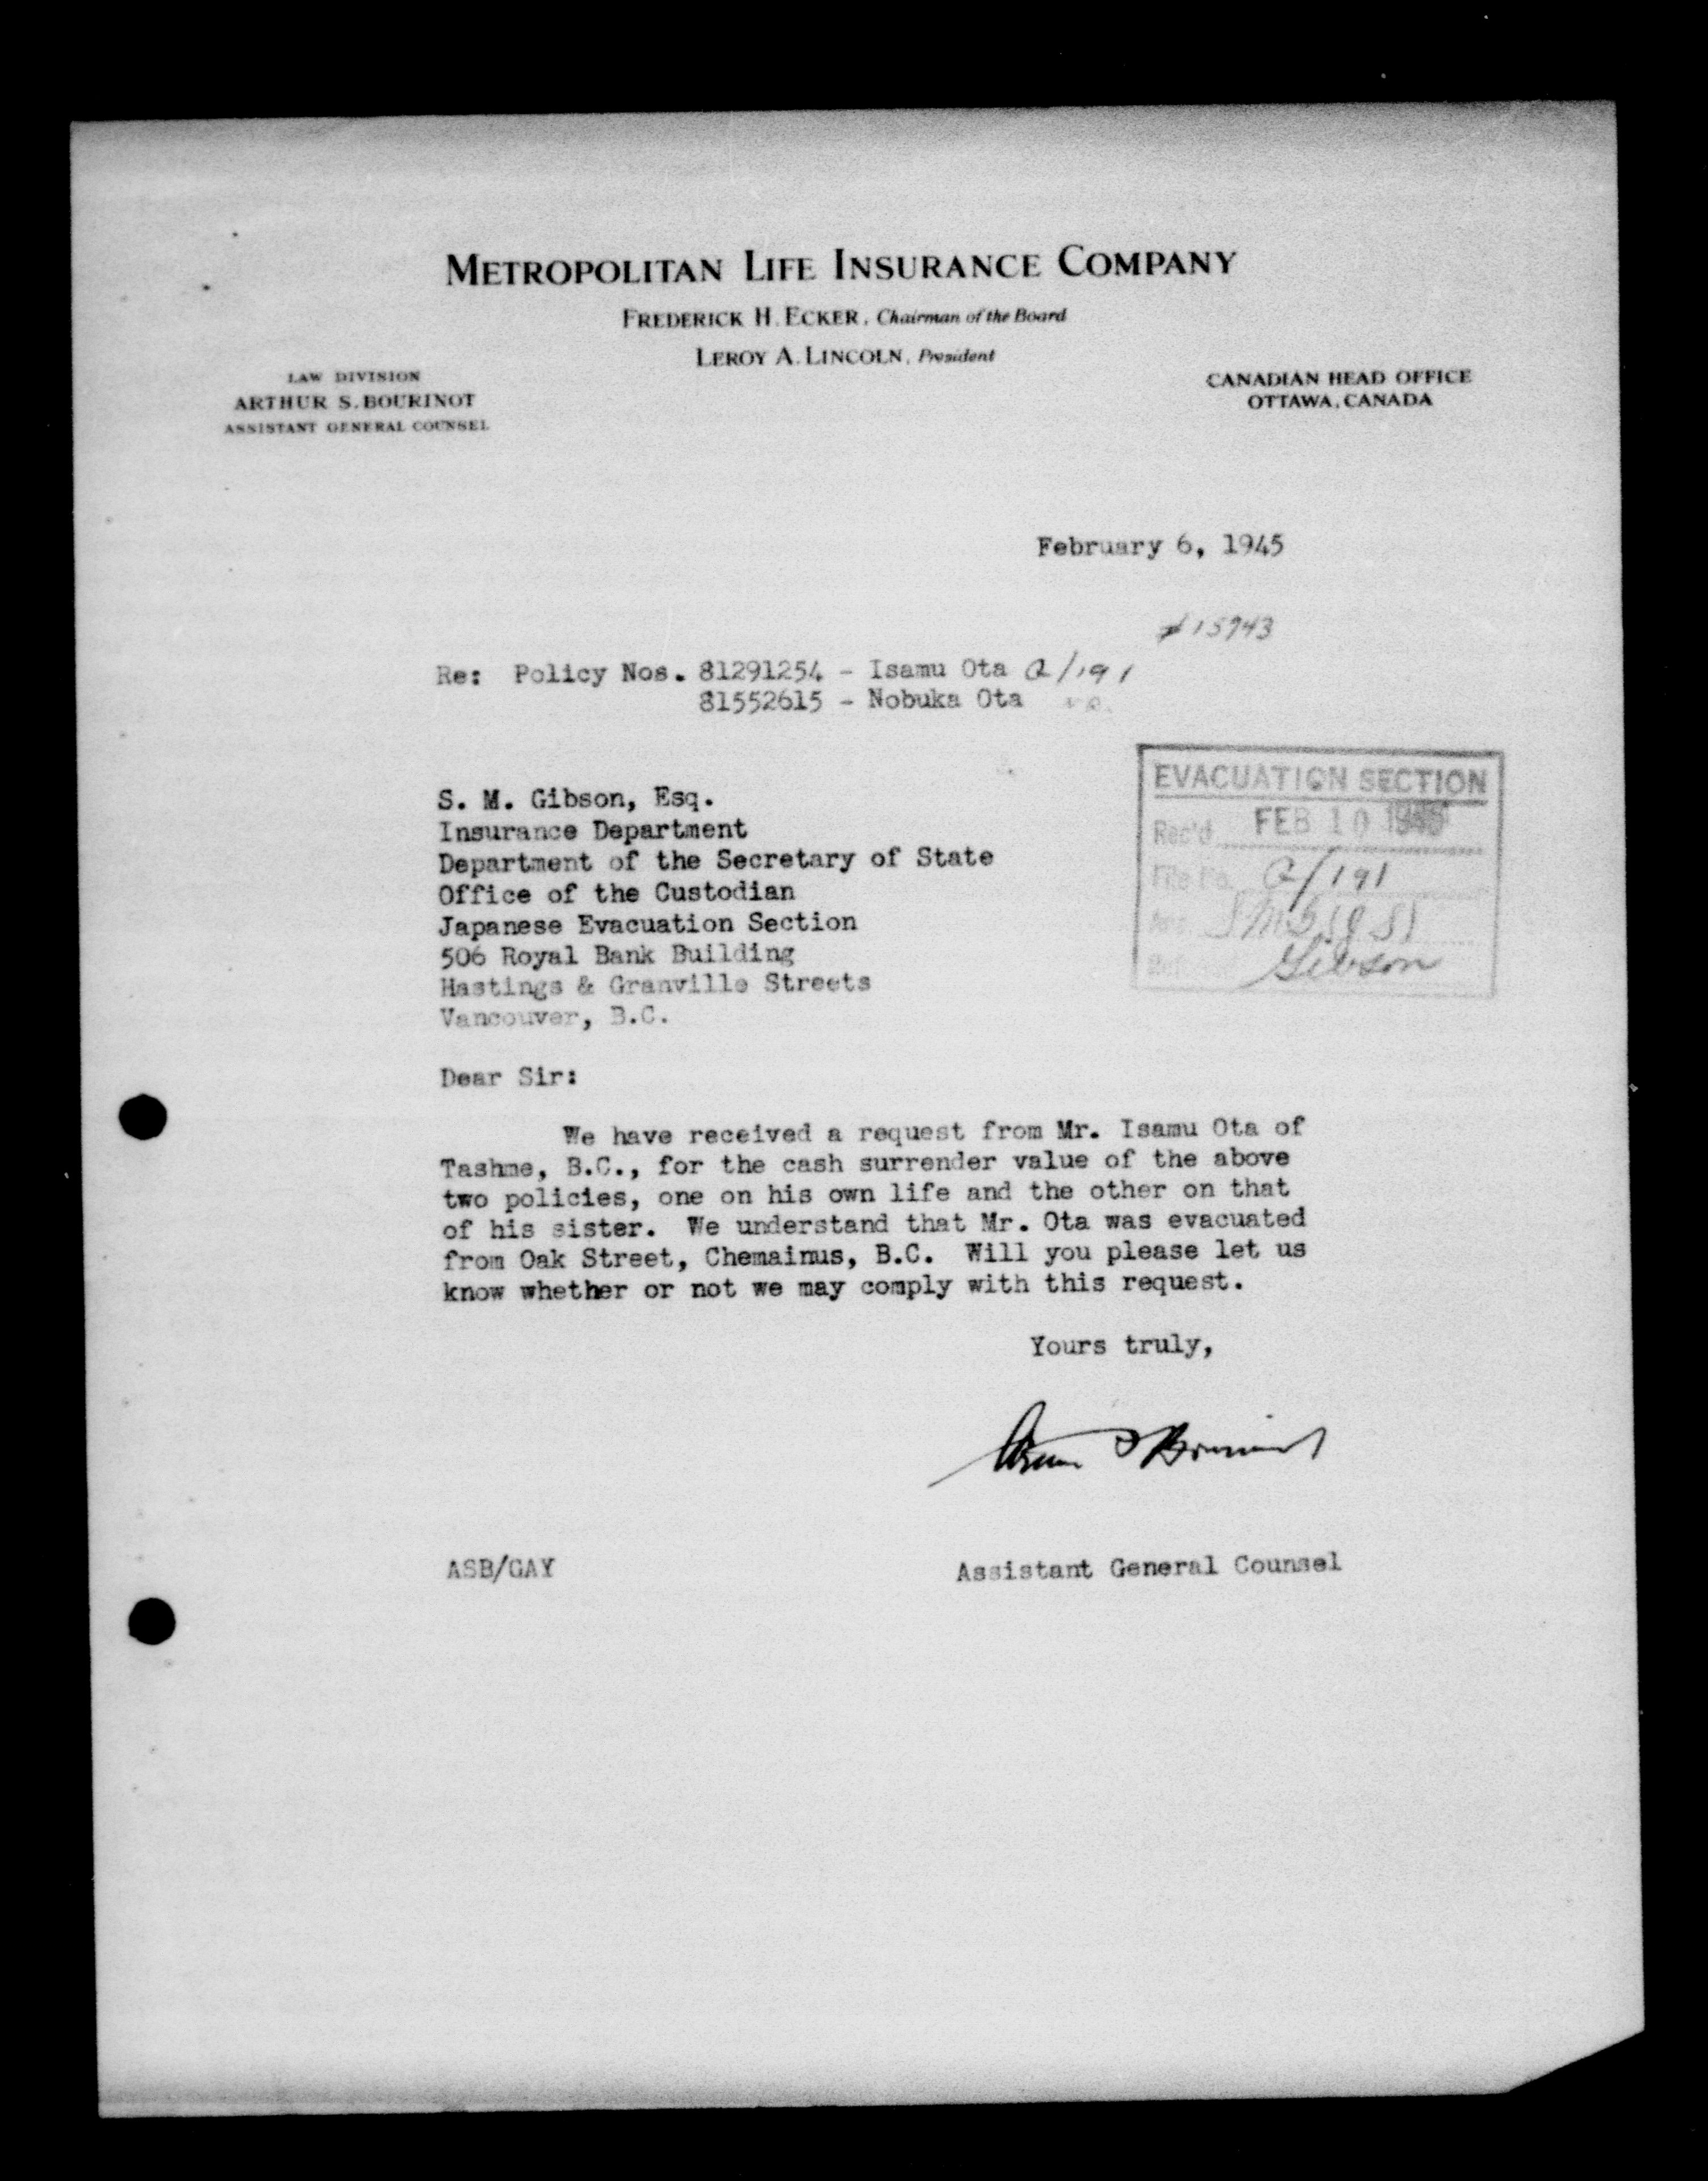 METROPOLITAN LIFE INSURANCE COMPANY
FREDERICK H. ECKER, Chairman of the Board
LEROY A. LINCOLN, President
LAW DIVISION
ARTHUR S. BOURINOT
ASSISTANT GENERAL COUNSEL
CANADIAN HEAD OFFICE
OTTAWA, CANADA
February 6, 1945
#15943
Re: Policy Nos. 81291254 - Isamu Ota Q/191
81552615 - Nobuka Ota
EVACUATION SECTION
Rec'd FEB 10 1945
File No. Q/191
Gibson
S. M. Gibson, Esq.
Insurance Department
Department of the Secretary of State
Office of the Custodian
Japanese Evacuation Section
506 Royal Bank Building
Hastings & Granville Streets
Vancouver, B.C.
Dear Sir:
We have received a request from Mr. Isamu Ota of
Tashme, B.C., for the cash surrender value of the above
two policies, one on his own life and the other on that
of his sister. We understand that Mr. Ota was evacuated
from Oak Street, Chemainus, B.C. Will you please let us
know whether or not we may comply with this request.
Yours truly,
ASB/GAY
Assistant General Counsel